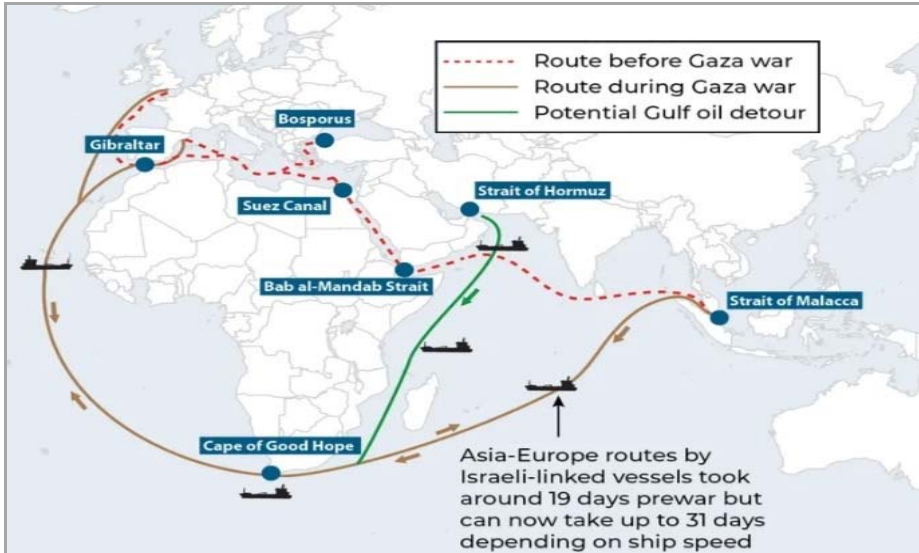 Route before Gaza war
Route during Gaza war
Potential Gulf oil detour
Bosporus
Gibraltar
Suez Canal
Strait of Hormuz
Bab al-Mandab Strait
Strait of Malacca
Cape of Good Hope
Asia-Europe routes by
Israeli-linked vessels took
around 19 days prewar but
can now take up to 31 days
depending on ship speed